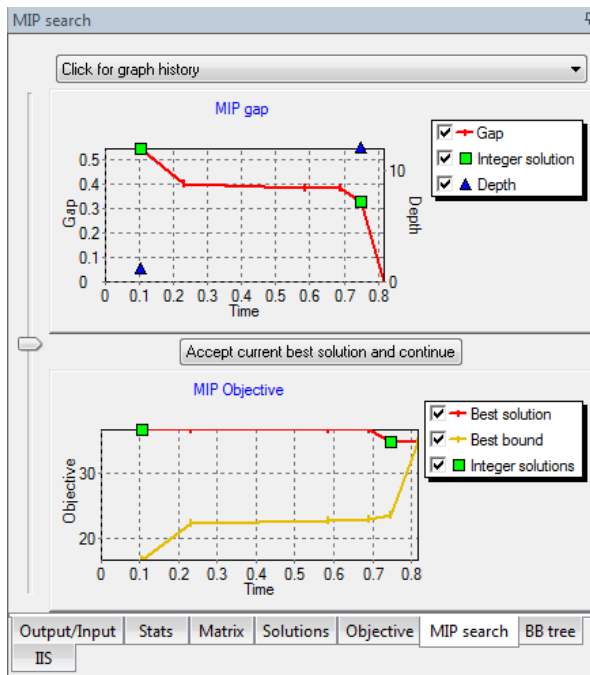 MIP search
Click for graph history
MIP gap
0.5
0.4
0.3
0.2
0.1
0
Gap
10
0
Depth
0 0.1 0.2 0.3 0.4 0.5 0.6 0.7 0.8
Time
Gap
Integer solution
Depth
Accept current best solution and continue
MIP Objective
30
20
Objective
0 0.1 0.2 0.3 0.4 0.5 0.6 0.7 0.8
Time
Best solution
Best bound
Integer solutions
Output/Input Stats Matrix Solutions Objective MIP search BB tree
IIS